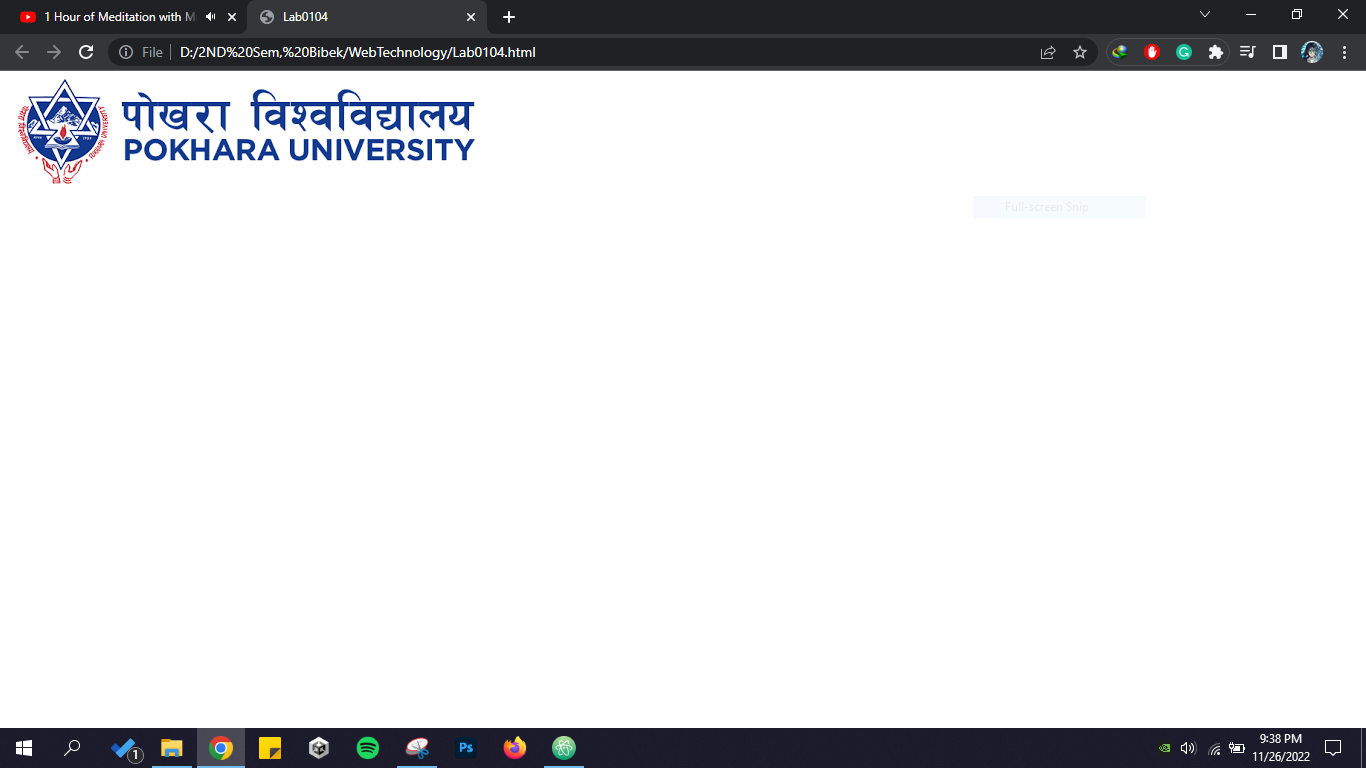 1 Hour of Meditation with M
Lab0104
File
D:/2ND%20Sem,%20Bibek/WebTechnology/Lab0104.html
पोखरा विश्वविद्यालय
POKHARA UNIVERSITY
Full-screen Snip
1
Ps
9:38 PM
11/26/2022